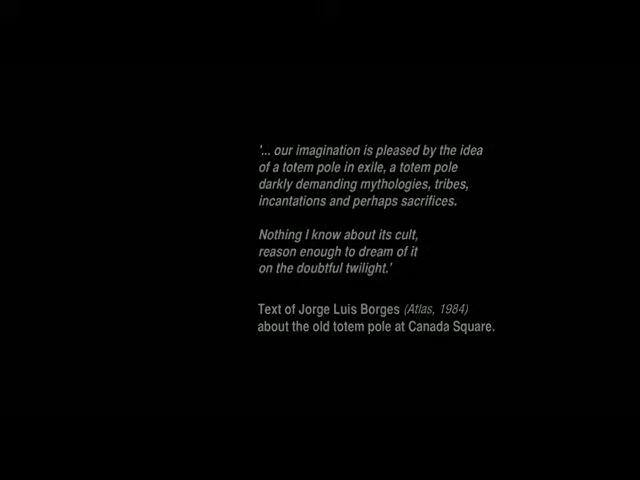 '... our imagination is pleased by the idea
of a totem pole in exile, a totem pole
darkly demanding mythologies, tribes,
incantations and perhaps sacrifices.
Nothing I know about its cult,
reason enough to dream of it
on the doubtful twilight.'
Text of Jorge Luis Borges (Atlas, 1984)
about the old totem pole at Canada Square.